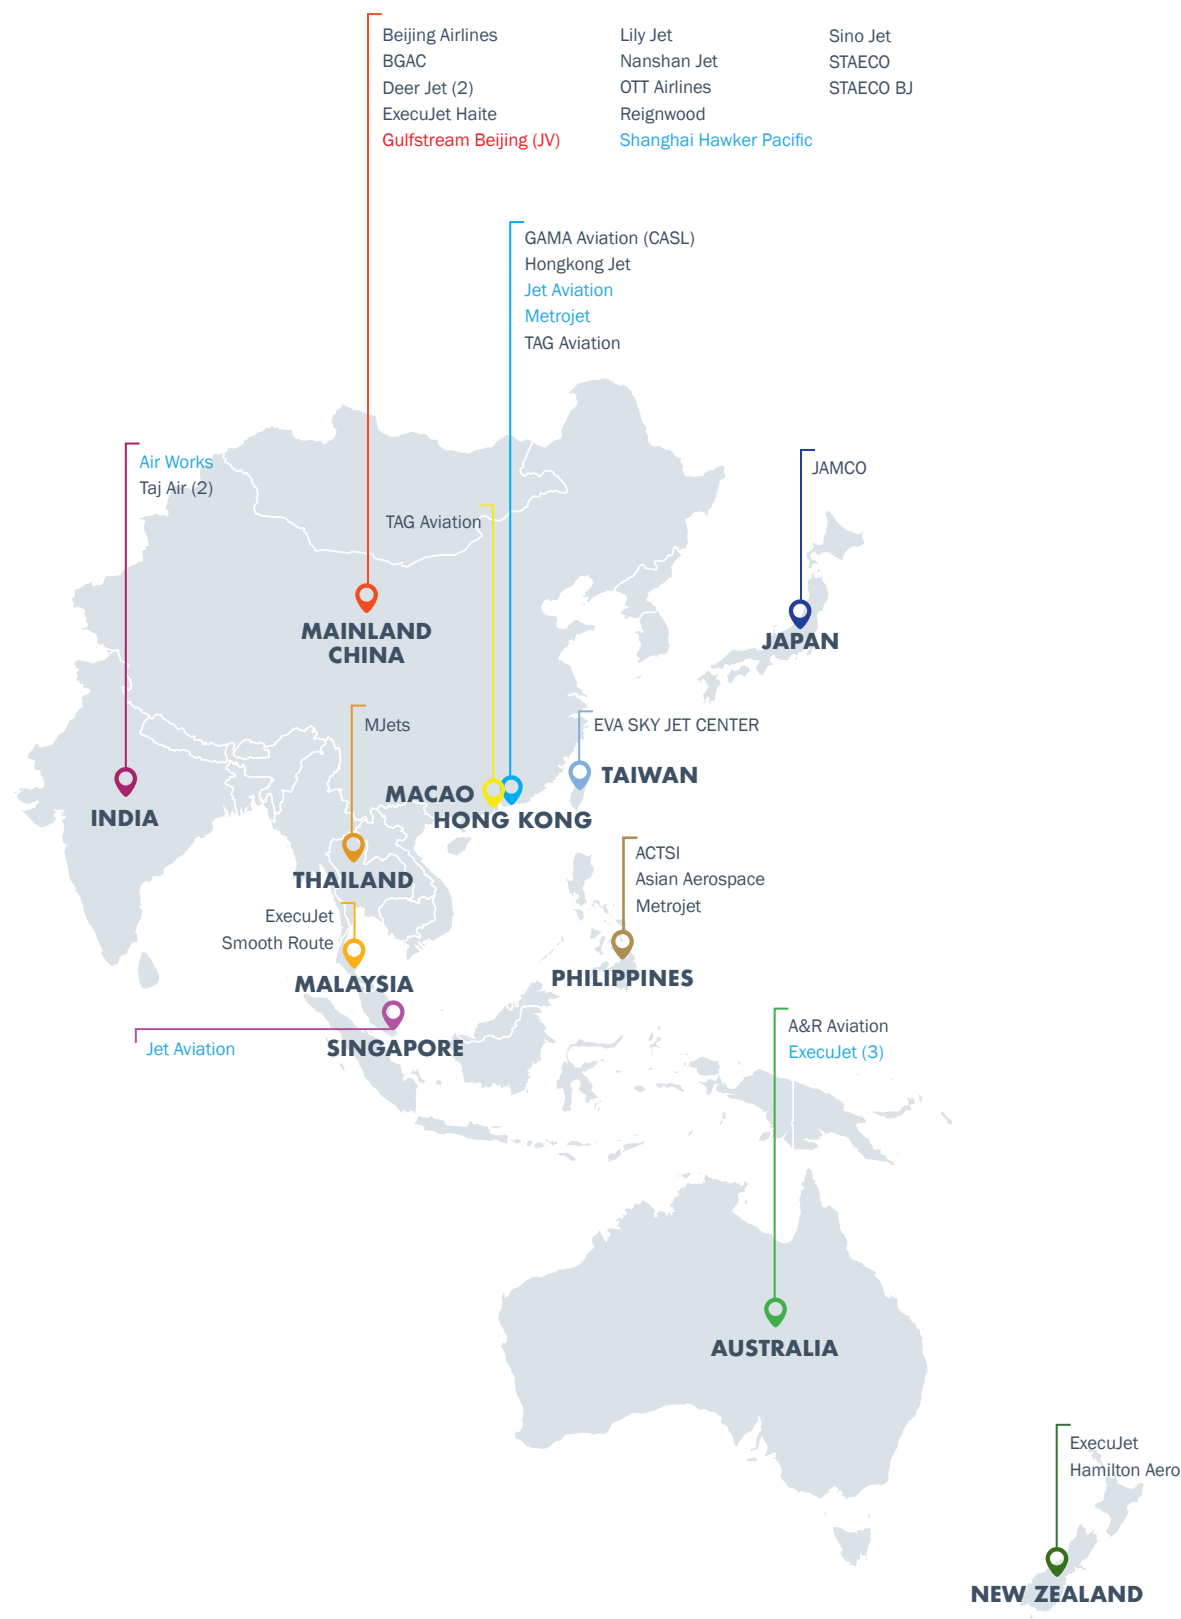 Beijing Airlines
BGAC
Deer Jet (2)
ExecuJet Haite
Gulfstream Beijing (JV)
Lily Jet
Nanshan Jet
OTT Airlines
Reignwood
Shanghai Hawker Pacific
Sino Jet
STAECO
STAECO BJ
GAMA Aviation (CASL)
Hongkong Jet
Jet Aviation
Metrojet
TAG Aviation
Air Works
Taj Air (2)
JAMCO
TAG Aviation
MAINLAND
CHINA
JAPAN
MJets
EVA SKY JET CENTER
TAIWAN
MACAO
HONG KONG
INDIA
ACTSI
Asian Aerospace
Metrojet
THAILAND
ExecuJet
Smooth Route
MALAYSIA
PHILIPPINES
Jet Aviation
SINGAPORE
A&R Aviation
ExecuJet (3)
AUSTRALIA
ExecuJet
Hamilton Aero
NEW ZEALAND